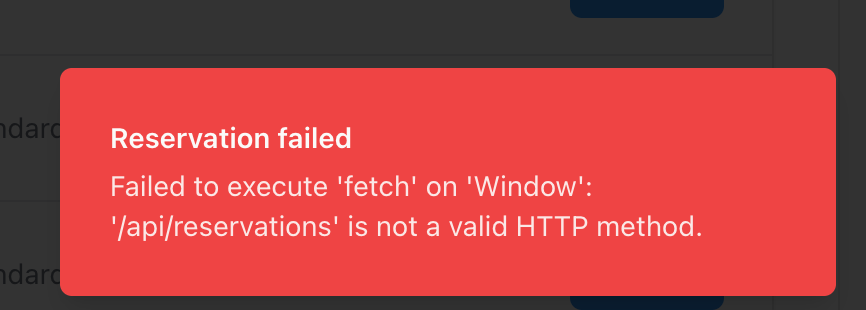 Reservation failed
Failed to execute 'fetch' on 'Window':
'/api/reservations' is not a valid HTTP method.
ndard
ndard